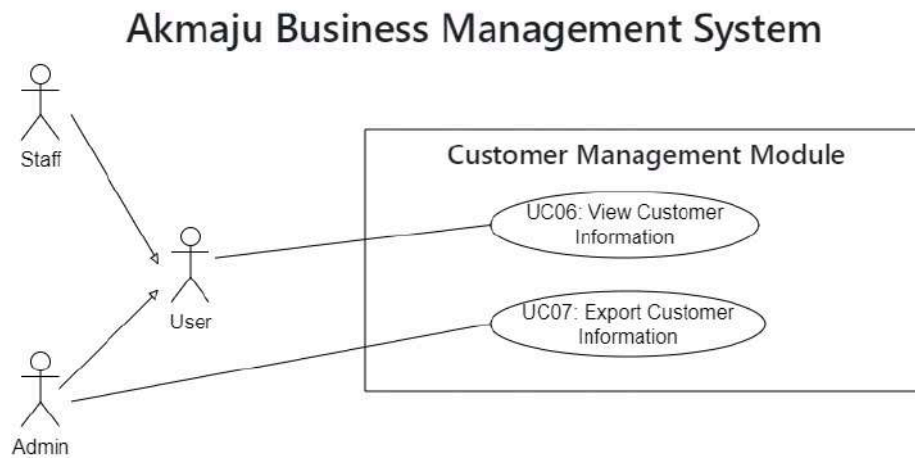 Akmaju Business Management System
Staff
Customer Management Module
UC06: View Customer
Information
User
UC07: Export Customer
Information
Admin